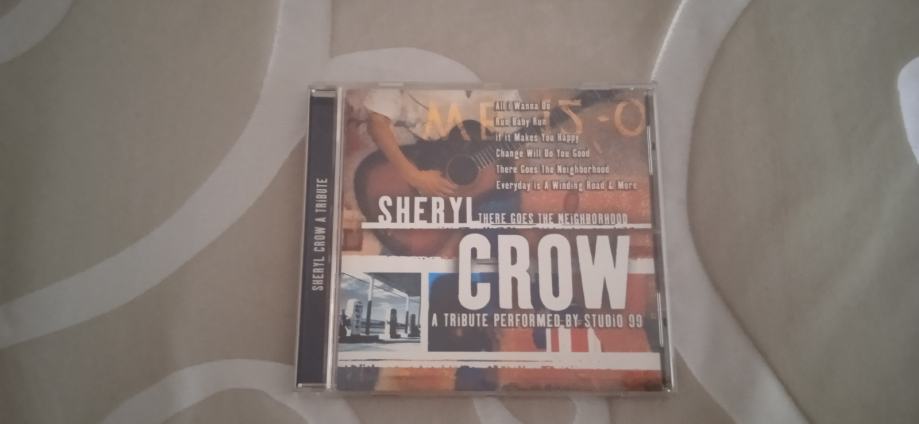 SHERYL CROW A TRIBUTE
All I Wanna Do
Run Baby Run
If it Makes You Happy
Change Will Do You Good
There Goes The Neighborhood
Everyday is A Winding Road & More
SHERYL THERE GOES THE NEIGHBORHOOD
CROW
A TRIBUTE PERFORMED BY STUDIO 99